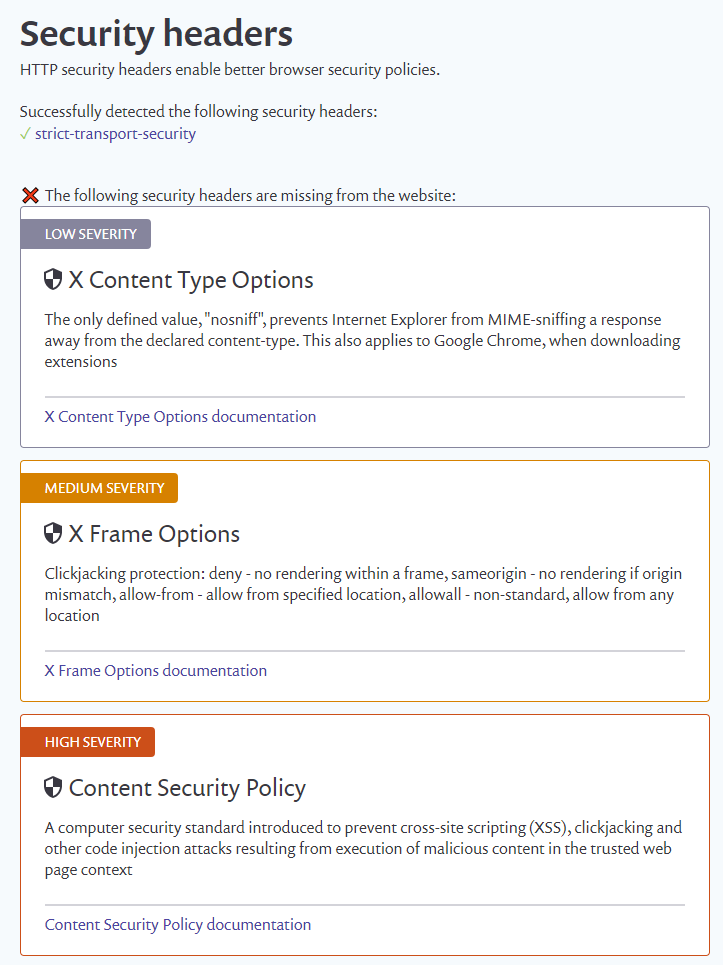 Security headers
HTTP security headers enable better browser security policies.
Successfully detected the following security headers:
✓ strict-transport-security
❌ The following security headers are missing from the website:
LOW SEVERITY
X Content Type Options
The only defined value, "nosniff", prevents Internet Explorer from MIME-sniffing a response
away from the declared content-type. This also applies to Google Chrome, when downloading
extensions
X Content Type Options documentation
MEDIUM SEVERITY
X Frame Options
Clickjacking protection: deny - no rendering within a frame, sameorigin - no rendering if origin
mismatch, allow-from - allow from specified location, allowall - non-standard, allow from any
location
X Frame Options documentation
HIGH SEVERITY
Content Security Policy
A computer security standard introduced to prevent cross-site scripting (XSS), clickjacking and
other code injection attacks resulting from execution of malicious content in the trusted web
page context
Content Security Policy documentation